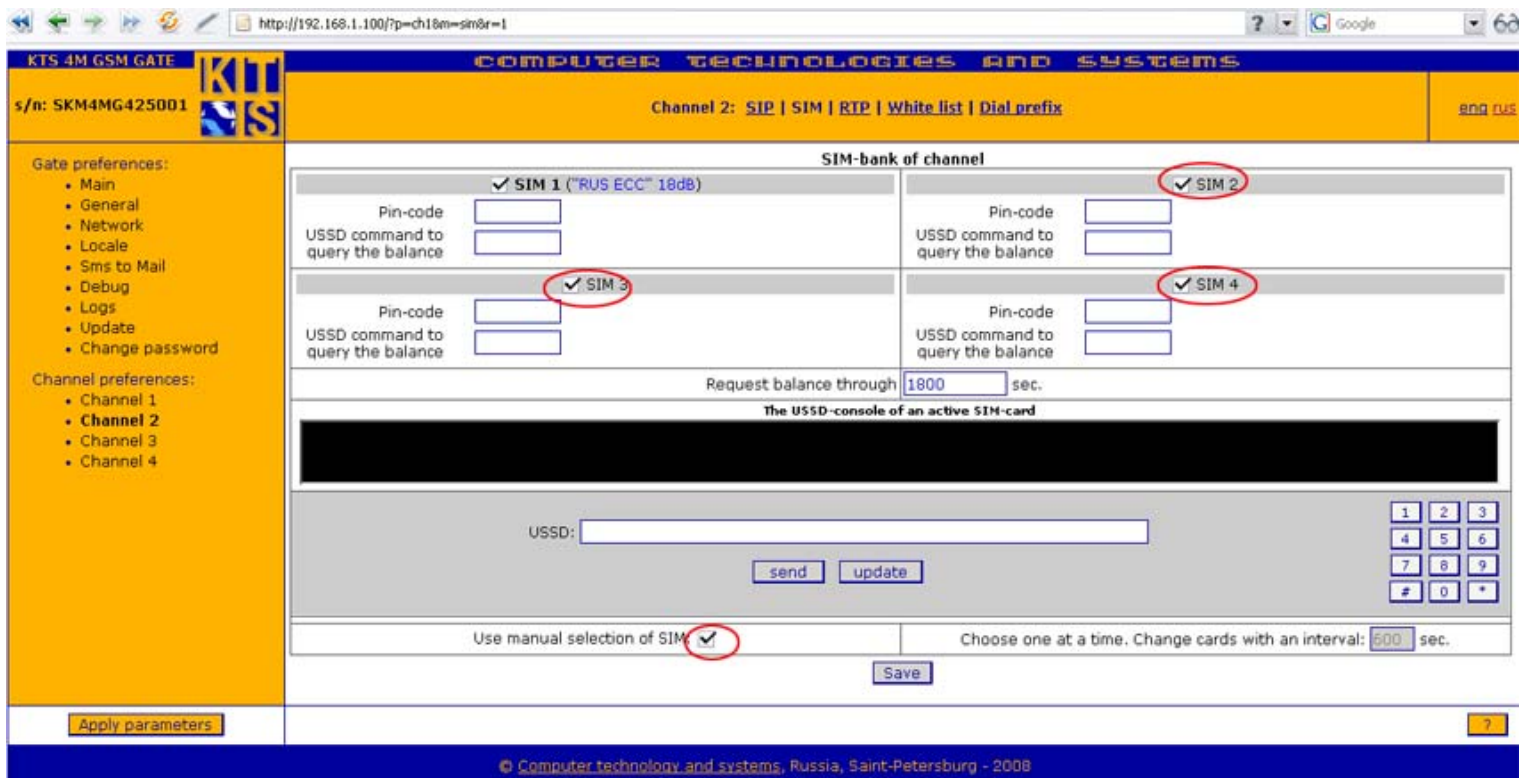 http://192.168.1.100/?p=ch1&m=sim&r=1
?
G Google
KTS 4M GSM GATE
s/n: SKM4MG425001
KTS
COMPUTER TECHNOLOGIES AND SYSTEMS
Channel 2: SIP | SIM | RTP | White list | Dial prefix
eng rus
Gate preferences:
• Main
• General
• Network
• Locale
• Sms to Mail
• Debug
• Logs
• Update
• Change password
Channel preferences:
• Channel 1
• Channel 2
• Channel 3
• Channel 4
Apply parameters
SIM-bank of channel
SIM 1 ("RUS ECC" 18dB)
Pin-code
USSD command to
query the balance
SIM 2
Pin-code
USSD command to
query the balance
SIM 3
Pin-code
USSD command to
query the balance
SIM 4
Pin-code
USSD command to
query the balance
Request balance through 1800 sec.
The USSD-console of an active SIM-card
USSD:
send update
1 2 3
4 5 6
7 8 9
# 0 *
Use manual selection of SIM:
Choose one at a time. Change cards with an interval: 600 sec.
Save
?
© Computer technology and systems, Russia, Saint-Petersburg - 2008